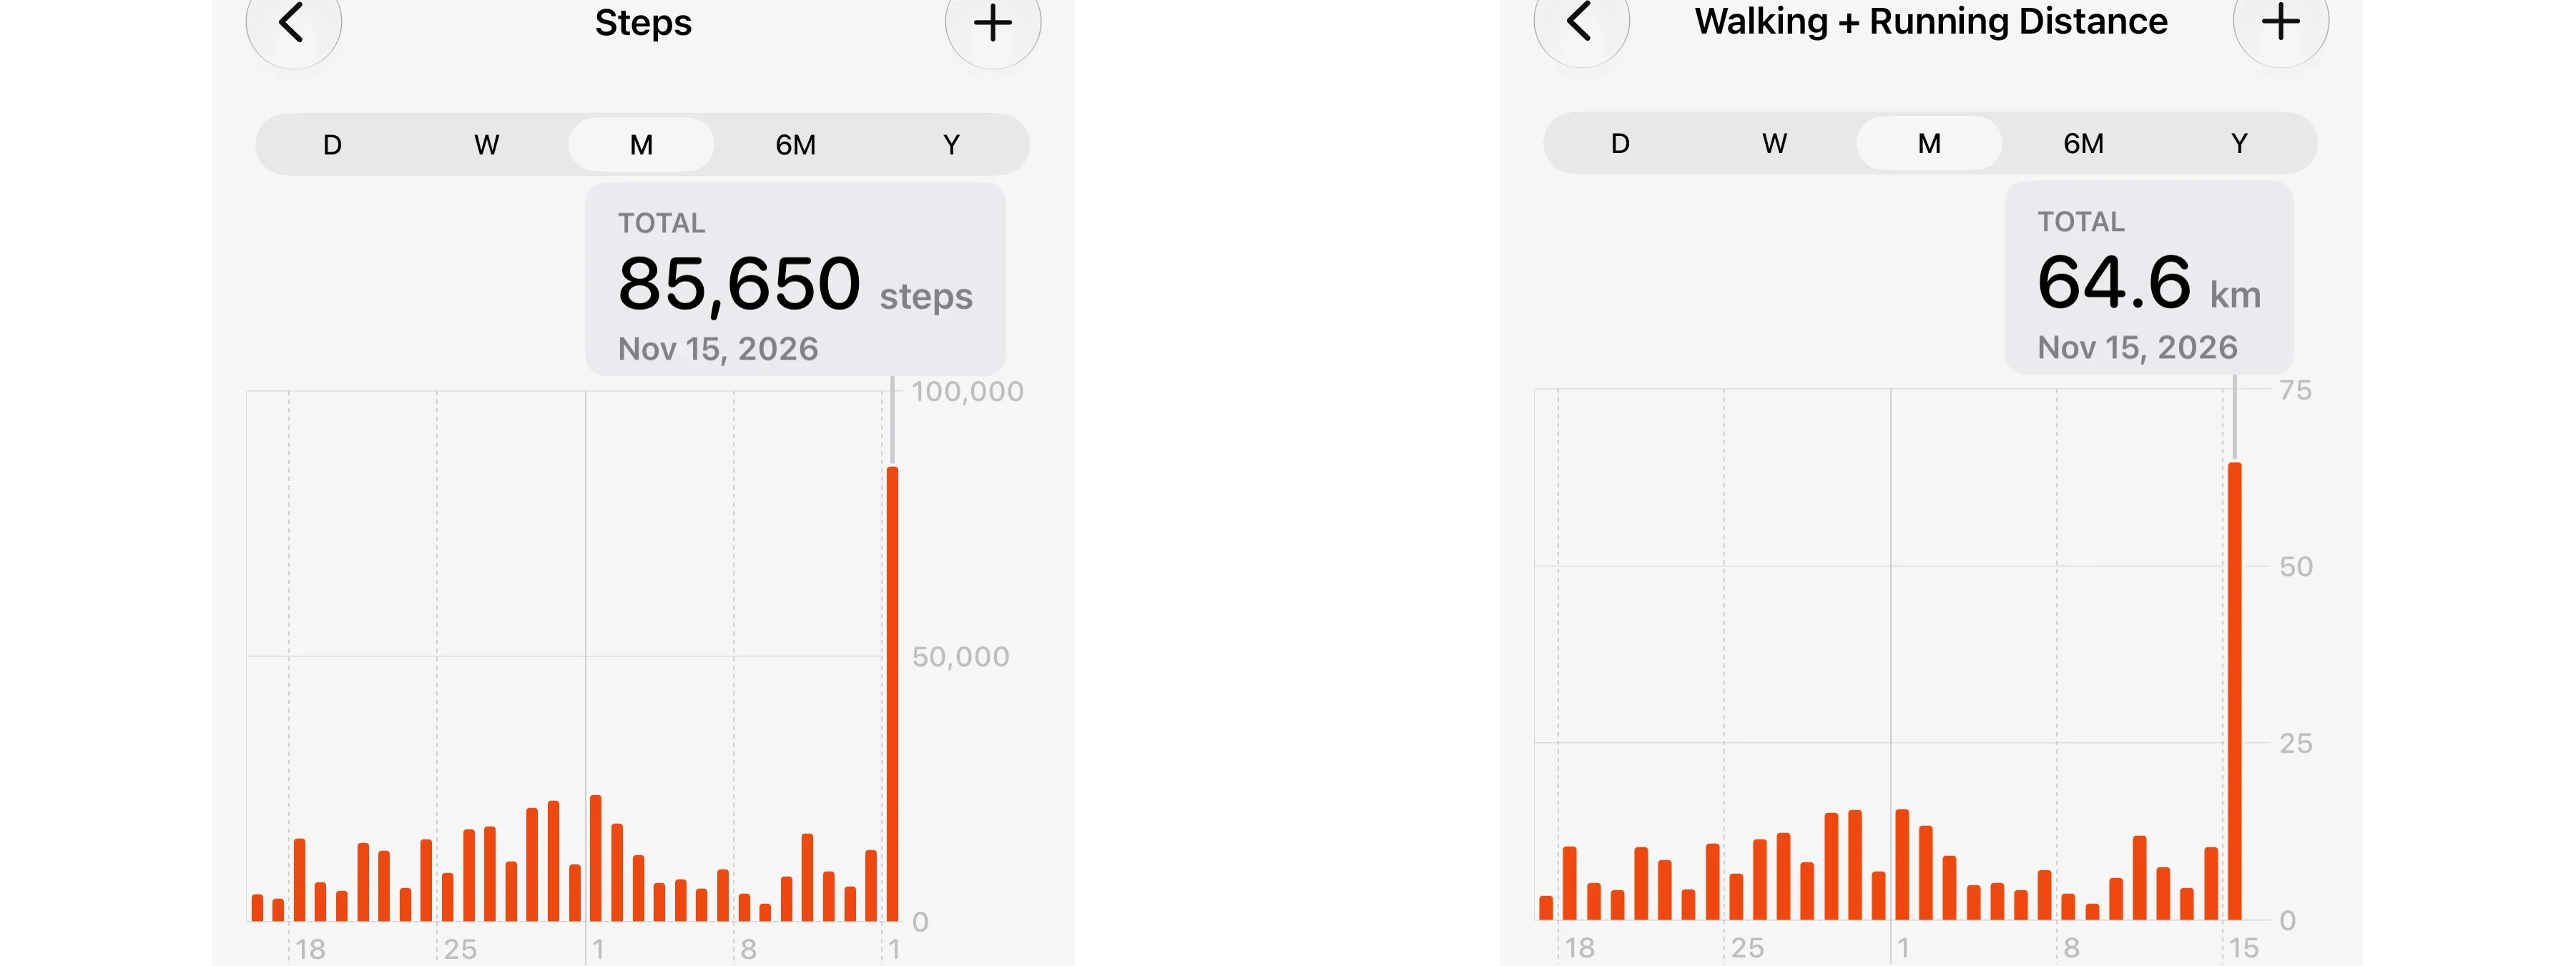 Steps
D W M 6M Y
TOTAL
85,650 steps
Nov 15, 2026
100,000
50,000
0
18 25 1 8 1
Walking + Running Distance
D W M 6M Y
TOTAL
64.6 km
Nov 15, 2026
75
50
25
0
18 25 1 8 15